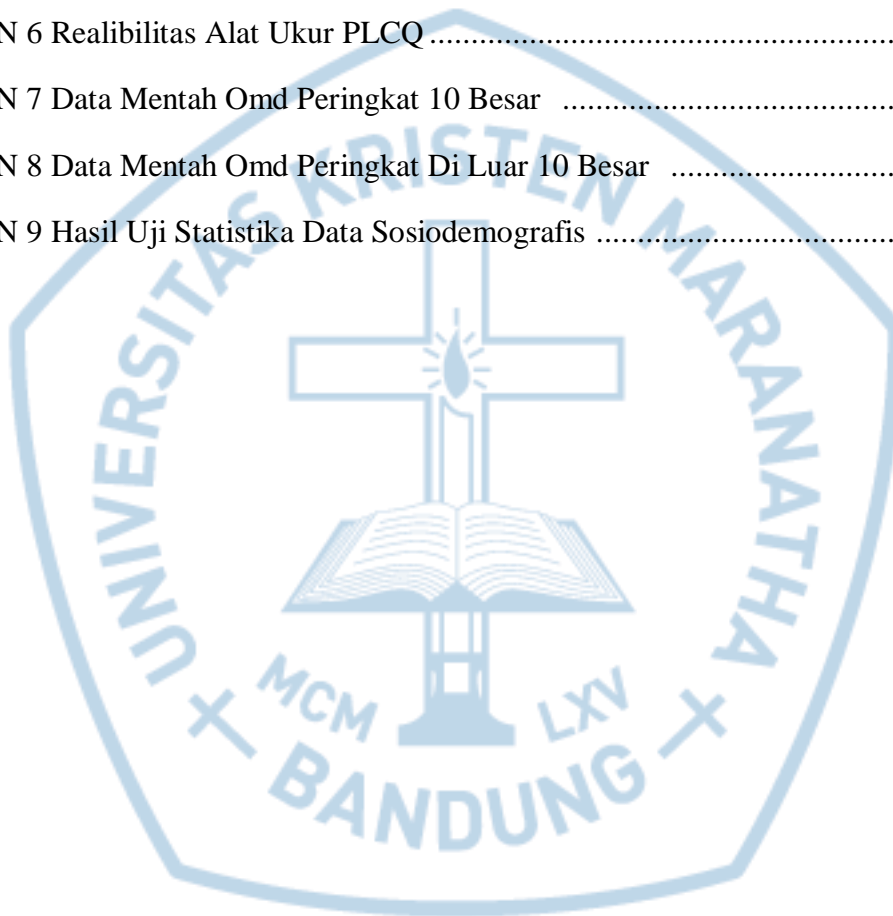 N 6 Realibilitas Alat Ukur PLCQ ..........................................................
N 7 Data Mentah Omd Peringkat 10 Besar ..........................................
N 8 Data Mentah Omd Peringkat Di Luar 10 Besar ............................
N 9 Hasil Uji Statistika Data Sosiodemografis .....................................
UNIVERSITAS KRISTEN MARANATHA
MCM LXV
BANDUNG